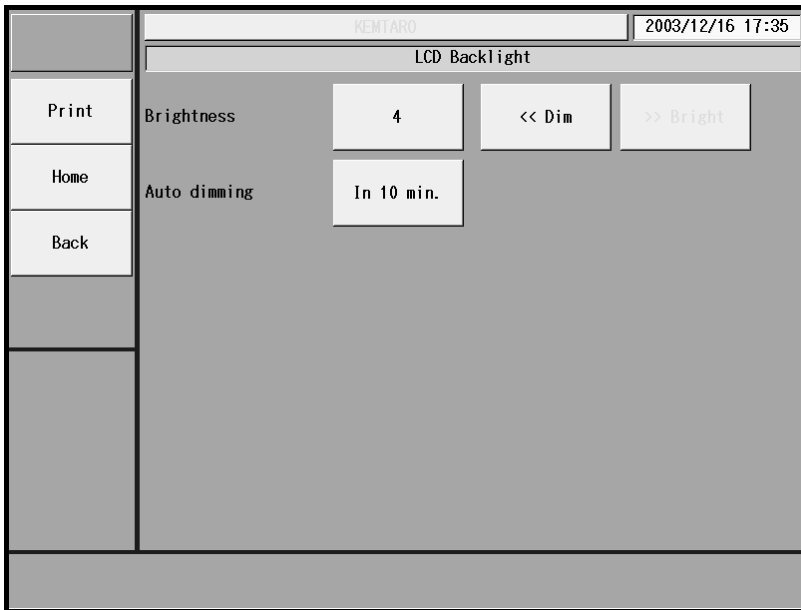 KEMTARO
2003/12/16 17:35
LCD Backlight
Print
Brightness
4
<< Dim
>> Bright
Home
Auto dimming
In 10 min.
Back